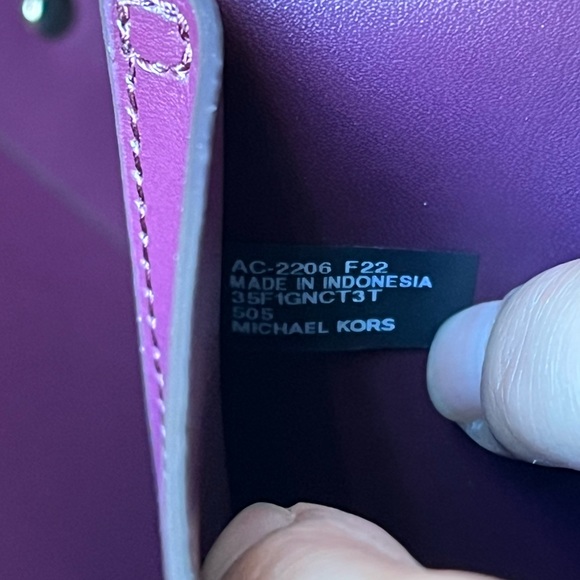 AC-2206 F22
MADE IN INDONESIA
35F1GNCT3T
505
MICHAEL KORS